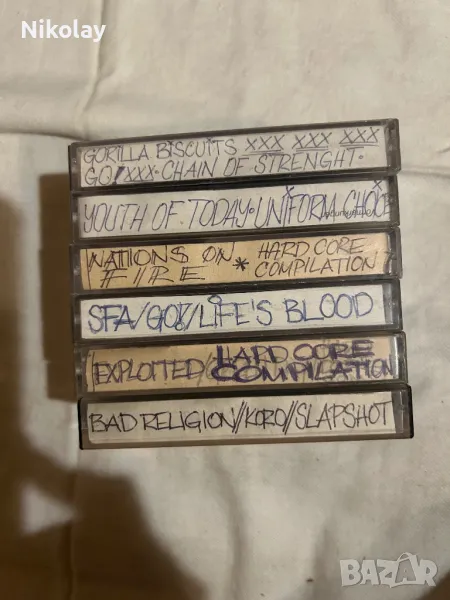 Nikolay
GORILLA BISCUITS XXX XXX XXX
GO!XXX·CHAIN OF STRENGHT·
YOUTH OF TODAY·UNIFORM CHOICE
NATIONS ON
FIRE * HARD CORE
COMPILATION
SFA/GO!/LIFE'S BLOOD
EXPLOITED/ HARD CORE
COMPILATION
BAD RELIGION//KORO//SLAPSHOT
BAZAR